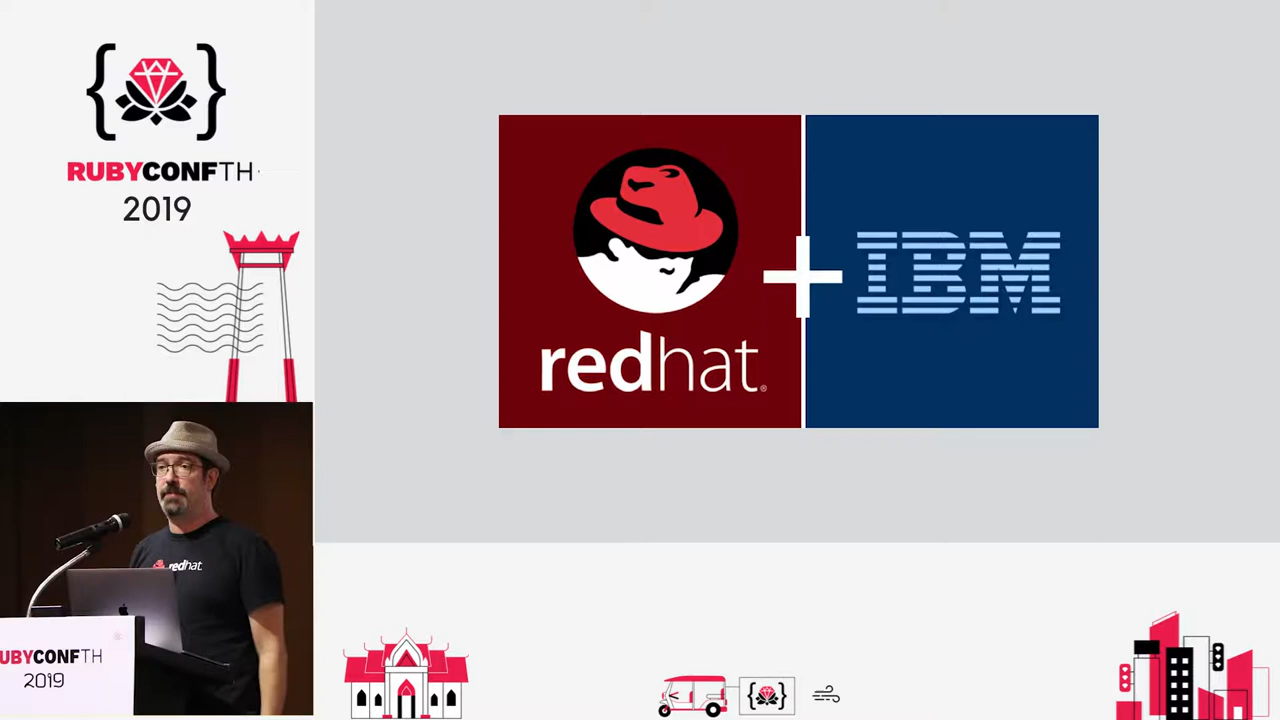 RUBYCONFTH
2019
redhat®
IBM
redhat
UBYCONFTH
2019